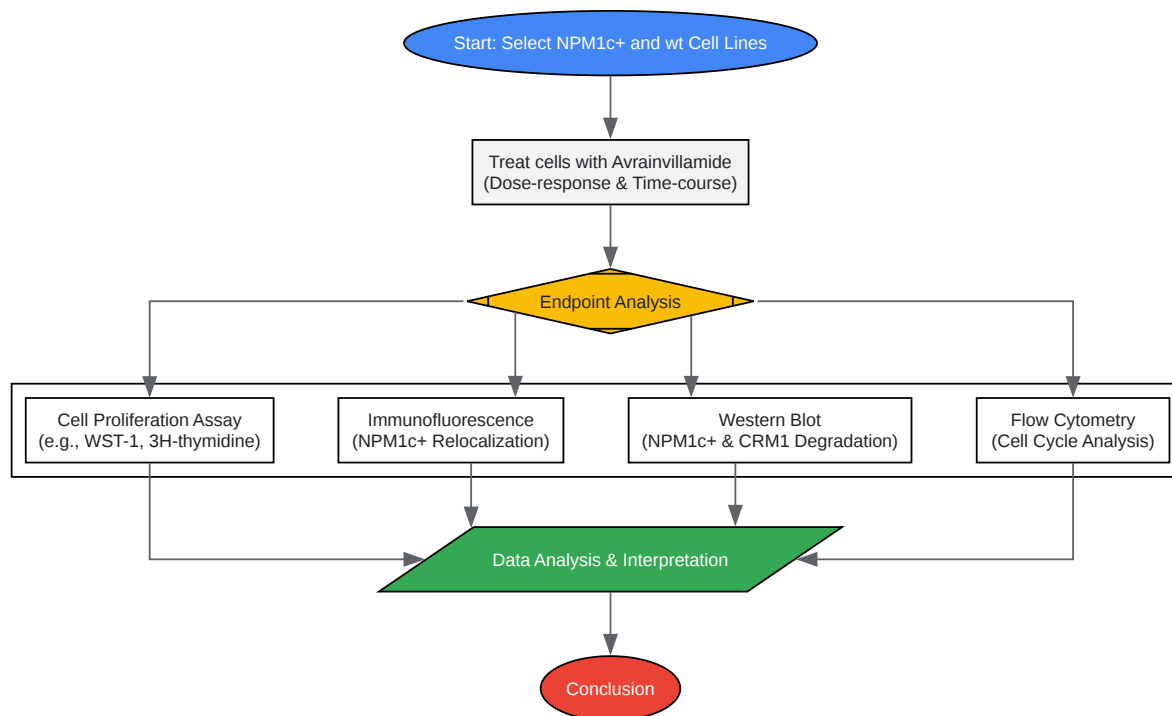 Start: Select NPM1c+ and wt Cell Lines
Treat cells with Avrainvillamide
(Dose-response & Time-course)
Endpoint Analysis
Cell Proliferation Assay
(e.g., WST-1, 3H-thymidine)
Immunofluorescence
(NPM1c+ Relocalization)
Western Blot
(NPM1c+ & CRM1 Degradation)
Flow Cytometry
(Cell Cycle Analysis)
Data Analysis & Interpretation
Conclusion